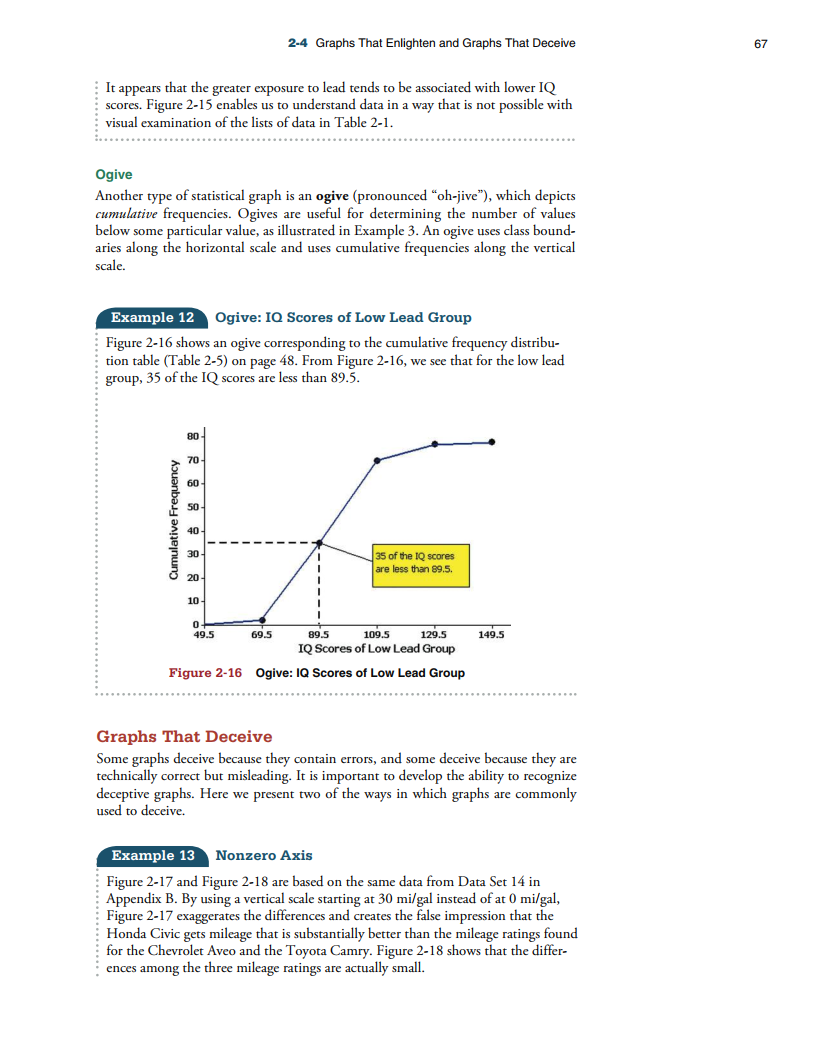 2-4 Graphs That Enlighten and Graphs That Deceive 67
It appears that the greater exposure to lead tends to be associated with lower IQ
scores. Figure 2-15 enables us to understand data in a way that is not possible with
visual examination of the lists of data in Table 2-1.
Ogive
Another type of statistical graph is an ogive (pronounced “oh-jive”), which depicts
cumulative frequencies. Ogives are useful for determining the number of values
below some particular value, as illustrated in Example 3. An ogive uses class bound-
aries along the horizontal scale and uses cumulative frequencies along the vertical
scale.
Example 12 Ogive: IQ Scores of Low Lead Group
Figure 2-16 shows an ogive corresponding to the cumulative frequency distribu-
tion table (Table 2-5) on page 48. From Figure 2-16, we see that for the low lead
group, 35 of the IQ scores are less than 89.5.
Cumulative Frequency
80
70
60
50
40
30
20
10
0
35 of the IQ scores
are less than 89.5.
49.5 69.5 89.5 109.5 129.5 149.5
IQ Scores of Low Lead Group
Figure 2-16 Ogive: IQ Scores of Low Lead Group
Graphs That Deceive
Some graphs deceive because they contain errors, and some deceive because they are
technically correct but misleading. It is important to develop the ability to recognize
deceptive graphs. Here we present two of the ways in which graphs are commonly
used to deceive.
Example 13 Nonzero Axis
Figure 2-17 and Figure 2-18 are based on the same data from Data Set 14 in
Appendix B. By using a vertical scale starting at 30 mi/gal instead of at 0 mi/gal,
Figure 2-17 exaggerates the differences and creates the false impression that the
Honda Civic gets mileage that is substantially better than the mileage ratings found
for the Chevrolet Aveo and the Toyota Camry. Figure 2-18 shows that the differ-
ences among the three mileage ratings are actually small.